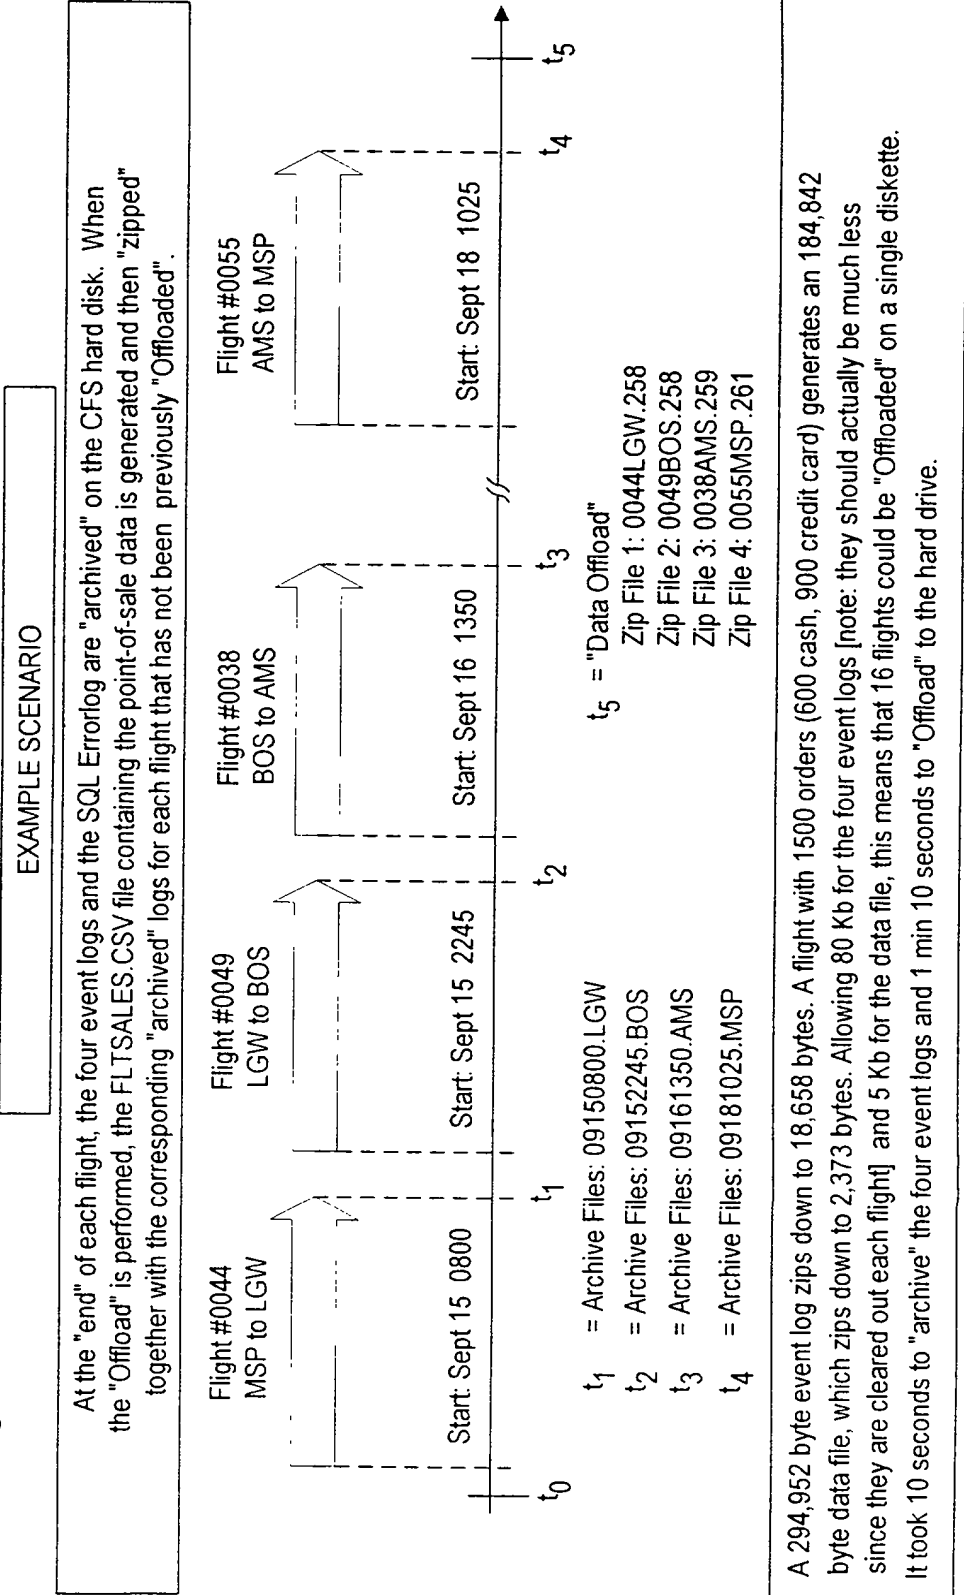 EXAMPLE SCENARIO
At the "end" of each flight, the four event logs and the SQL Errorlog are "archived" on the CFS hard disk. When
the "Offload" is performed, the FLTSALES.CSV file containing the point-of-sale data is generated and then "zipped"
together with the corresponding "archived" logs for each flight that has not been previously "Offloaded".
Flight #0044
MSP to LGW
Flight #0049
LGW to BOS
Flight #0038
BOS to AMS
Flight #0055
AMS to MSP
Start: Sept 15 0800
Start: Sept 15 2245
Start: Sept 16 1350
Start: Sept 18 1025
t0
t1
t2
t3
t4
t5
t1 = Archive Files: 09150800.LGW
t2 = Archive Files: 09152245.BOS
t3 = Archive Files: 09161350.AMS
t4 = Archive Files: 09181025.MSP
t5 = "Data Offload"
Zip File 1: 0044LGW.258
Zip File 2: 0049BOS.258
Zip File 3: 0038AMS.259
Zip File 4: 0055MSP.261
A 294,952 byte event log zips down to 18,658 bytes. A flight with 1500 orders (600 cash, 900 credit card) generates an 184,842
byte data file, which zips down to 2,373 bytes. Allowing 80 Kb for the four event logs [note: they should actually be much less
since they are cleared out each flight] and 5 Kb for the data file, this means that 16 flights could be "Offloaded" on a single diskette.
It took 10 seconds to "archive" the four event logs and 1 min 10 seconds to "Offload" to the hard drive.